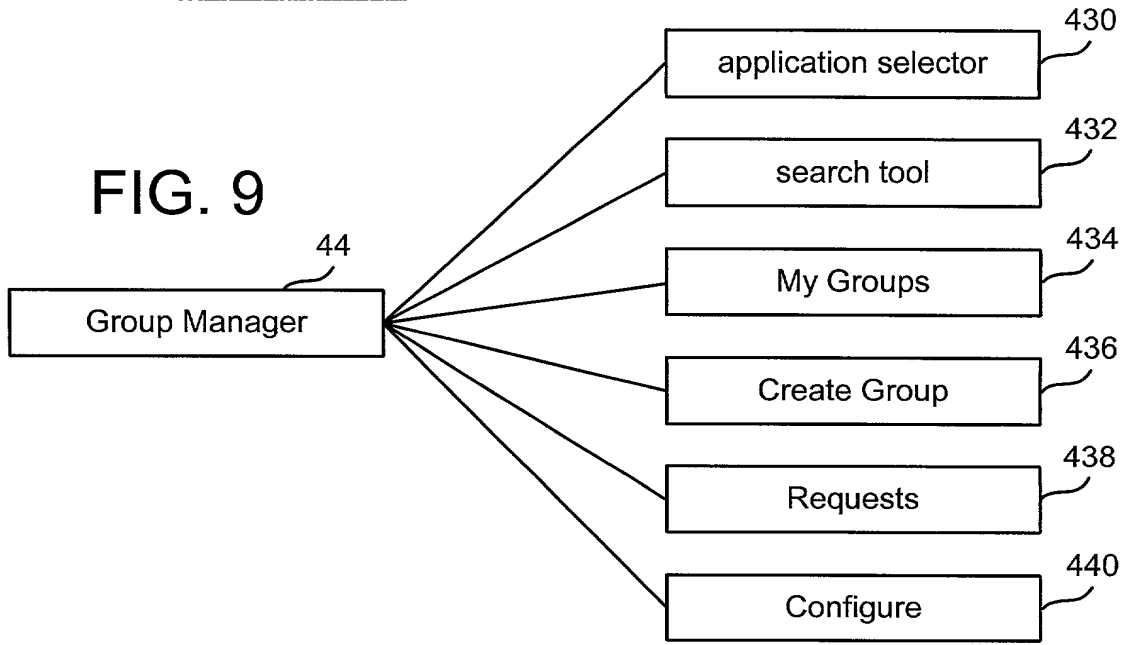 430
application selector
432
search tool
FIG. 9
434
44
My Groups
Group Manager
436
Create Group
438
Requests
440
Configure